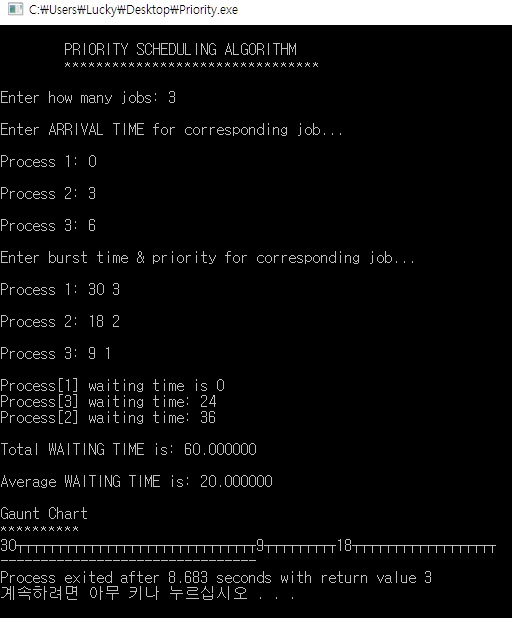 C:₩Users₩Lucky₩Desktop₩Priority.exe
PRIORITY SCHEDULING ALGORITHM
********************************
Enter how many jobs: 3
Enter ARRIVAL TIME for corresponding job...
Process 1: 0
Process 2: 3
Process 3: 6
Enter burst time & priority for corresponding job...
Process 1: 30 3
Process 2: 18 2
Process 3: 9 1
Process[1] waiting time is 0
Process[3] waiting time: 24
Process[2] waiting time: 36
Total WAITING TIME is: 60.000000
Average WAITING TIME is: 20.000000
Gaunt Chart
**********
30┬┬┬┬┬┬┬┬┬┬┬┬┬┬┬┬┬┬┬┬┬┬┬┬┬┬┬┬┬┬9┬┬┬┬┬┬┬┬┬18┬┬┬┬┬┬┬┬┬┬┬┬┬┬┬┬┬┬
--------------------------------
Process exited after 8.683 seconds with return value 3
계속하려면 아무 키나 누르십시오 . . .